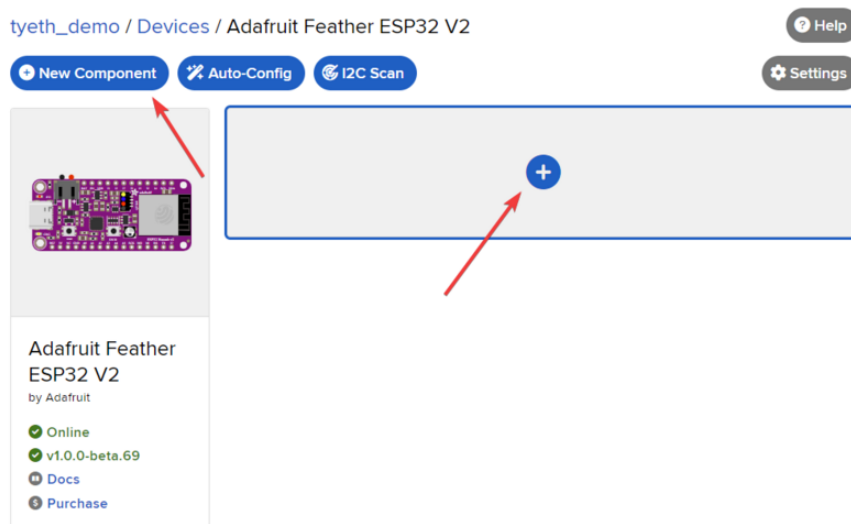 tyeth_demo / Devices / Adafruit Feather ESP32 V2
Help
New Component
Auto-Config
I2C Scan
Settings
Adafruit Feather
ESP32 V2
by Adafruit
Online
v1.0.0-beta.69
Docs
Purchase